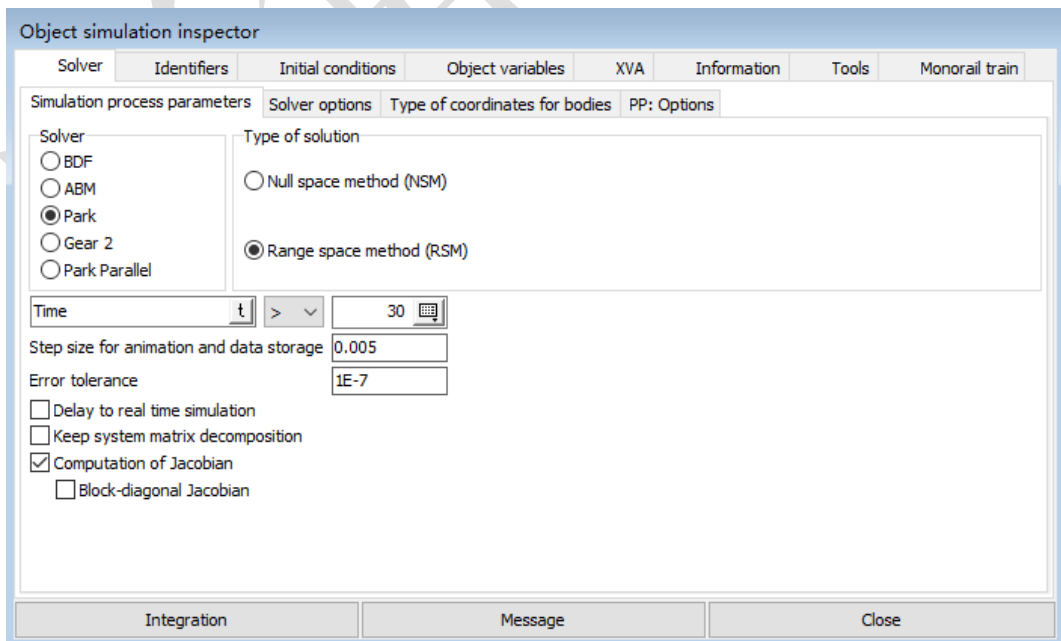 Object simulation inspector
Solver Identifiers Initial conditions Object variables XVA Information Tools Monorail train
Simulation process parameters Solver options Type of coordinates for bodies PP: Options
Solver Type of solution
BDF
Null space method (NSM)
ABM
Park
Gear 2
Range space method (RSM)
Park Parallel
Time t > 30
Step size for animation and data storage 0.005
Error tolerance 1E-7
Delay to real time simulation
Keep system matrix decomposition
Computation of Jacobian
Block-diagonal Jacobian
Integration Message Close